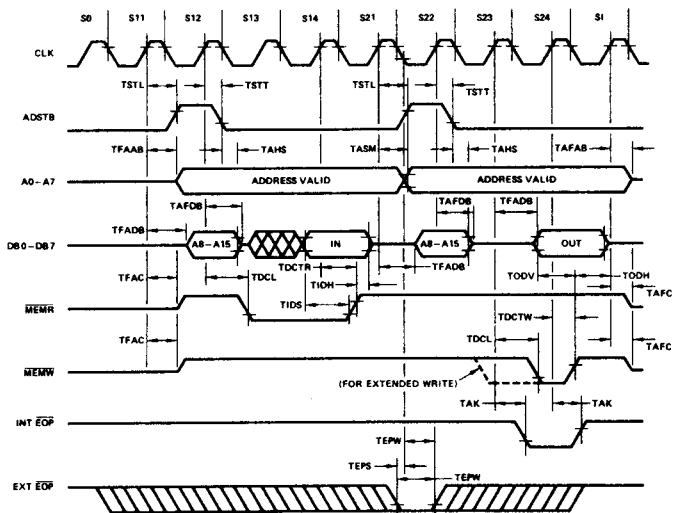 S0 S11 S12 S13 S14 S21 S22 S23 S24 SI
CLK
TSTL TSTT TSTL TSTT
ADSTB
TFAAB TAHS TASM TAHS TAFAB
A0–A7 ADDRESS VALID ADDRESS VALID
TAFDB TAFDB TFADB
TFADB
DB0–DB7 A8–A15 IN A8–A15 OUT
TDCTR TFADB
TFAC TDCL TIDH TODV TODH
TIDS
MEMR TDCTW TAFC
TFAC TDCL TAFC
MEMW
(FOR EXTENDED WRITE)
TAK TAK
INT EOP
TEPW
TEPS TEPW
EXT EOP